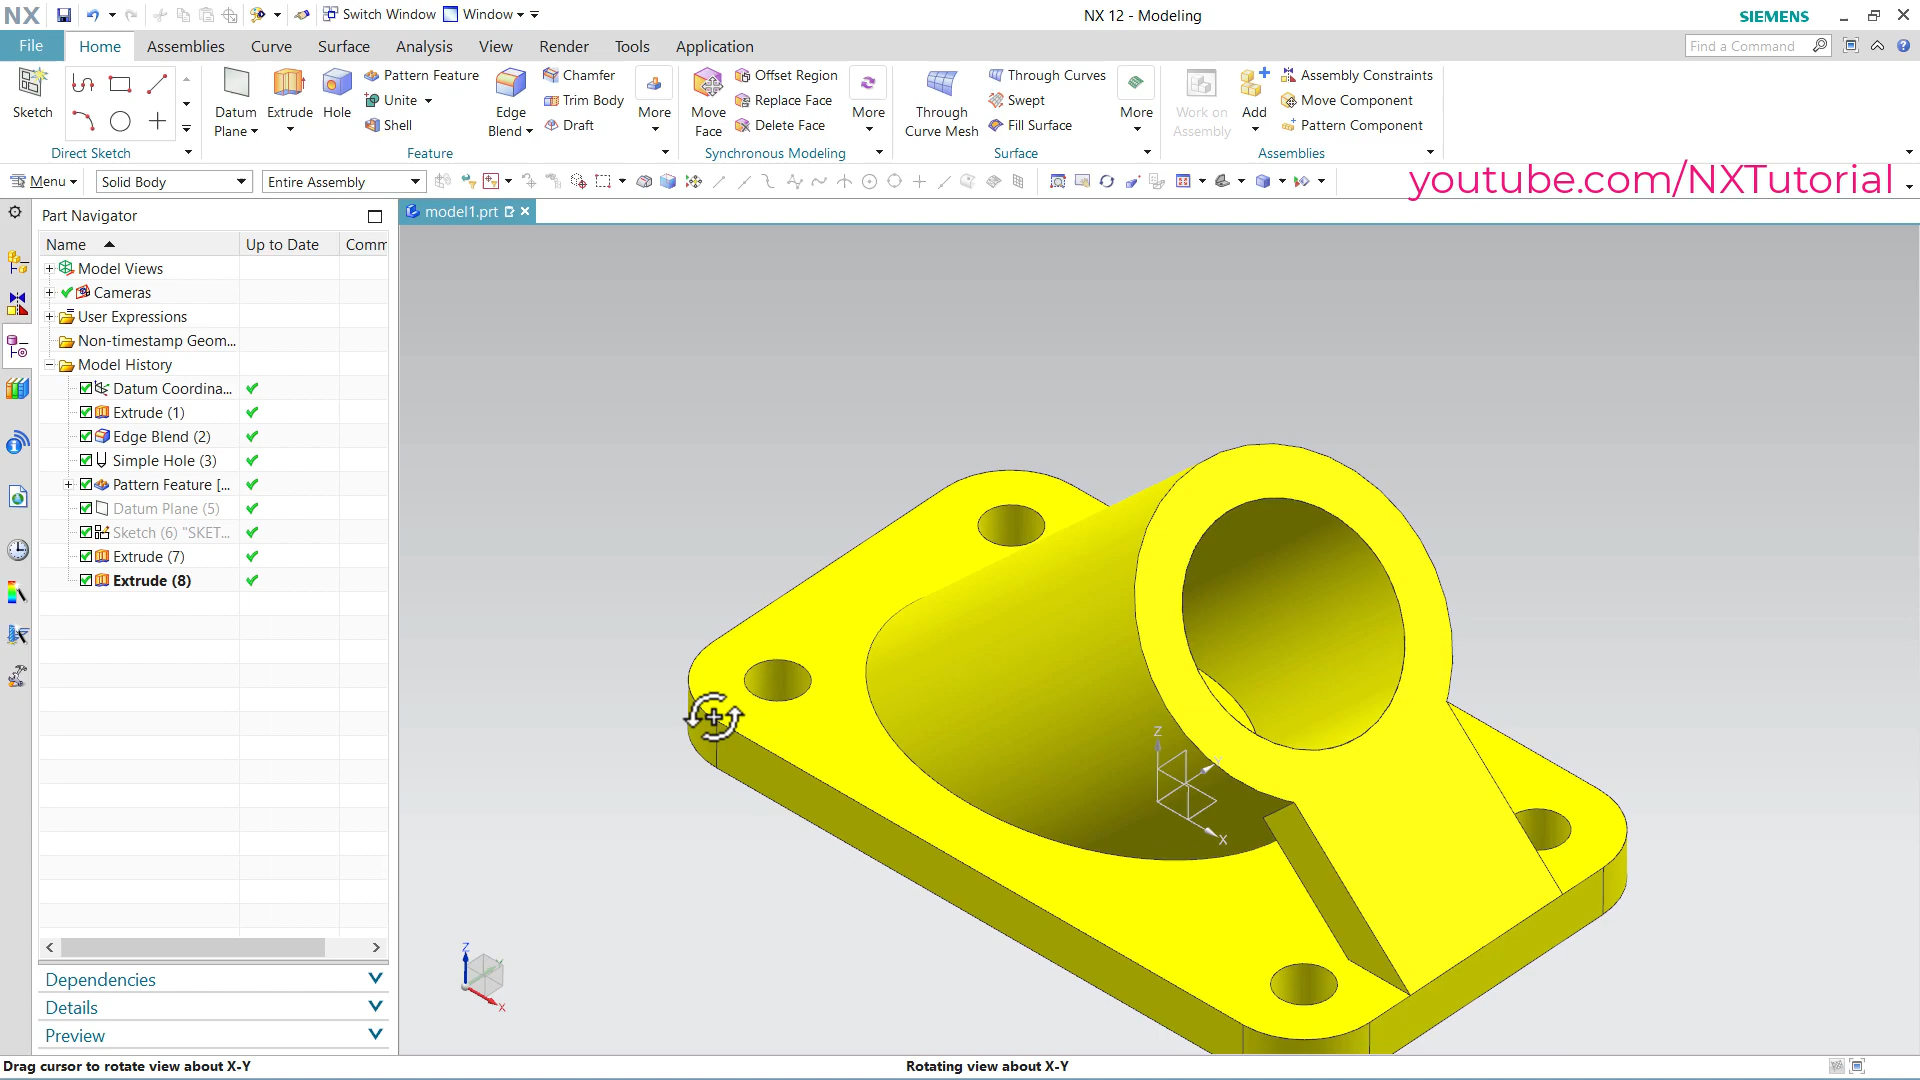 NX
Switch Window
Window
NX 12 - Modeling
SIEMENS
File
Home
Assemblies
Curve
Surface
Analysis
View
Render
Tools
Application
Find a Command
Sketch
Direct Sketch
Datum
Plane
Extrude
Hole
Pattern Feature
Unite
Shell
Edge
Blend
Chamfer
Trim Body
Draft
More
Feature
Move
Face
Offset Region
Replace Face
Delete Face
More
Synchronous Modeling
Through
Curve Mesh
Through Curves
Swept
Fill Surface
More
Surface
Work on
Assembly
Add
Assembly Constraints
Move Component
Pattern Component
Assemblies
Menu
Solid Body
Entire Assembly
youtube.com/NXTutorial
Part Navigator
model1.prt
Name
Up to Date
Comm
Model Views
Cameras
User Expressions
Non-timestamp Geom...
Model History
Datum Coordina...
Extrude (1)
Edge Blend (2)
Simple Hole (3)
Pattern Feature [...
Datum Plane (5)
Sketch (6) "SKET...
Extrude (7)
Extrude (8)
Z
X
Z
X
Dependencies
Details
Preview
Drag cursor to rotate view about X-Y
Rotating view about X-Y